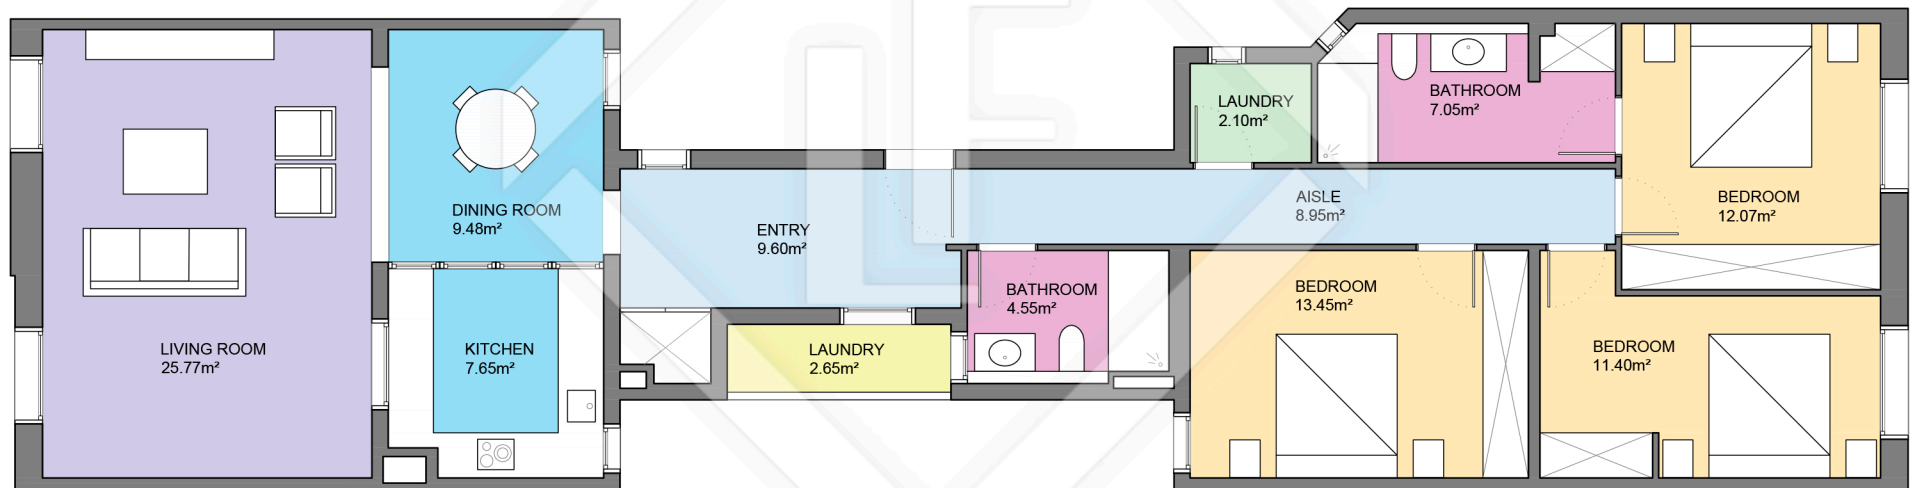 LIVING ROOM
25.77m²
DINING ROOM
9.48m²
KITCHEN
7.65m²
ENTRY
9.60m²
LAUNDRY
2.65m²
BATHROOM
4.55m²
LAUNDRY
2.10m²
BATHROOM
7.05m²
AISLE
8.95m²
BEDROOM
13.45m²
BEDROOM
12.07m²
BEDROOM
11.40m²